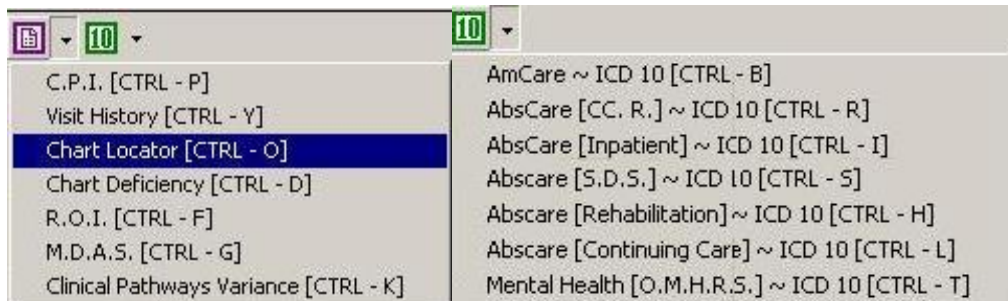 10
C.P.I. [CTRL - P]
Visit History [CTRL - Y]
Chart Locator [CTRL - O]
Chart Deficiency [CTRL - D]
R.O.I. [CTRL - F]
M.D.A.S. [CTRL - G]
Clinical Pathways Variance [CTRL - K]
10
AmCare ~ ICD 10 [CTRL - B]
AbsCare [CC. R.] ~ ICD 10 [CTRL - R]
AbsCare [Inpatient] ~ ICD 10 [CTRL - I]
Abscare [S.D.S.] ~ ICD 10 [CTRL - S]
Abscare [Rehabilitation] ~ ICD 10 [CTRL - H]
Abscare [Continuing Care] ~ ICD 10 [CTRL - L]
Mental Health [O.M.H.R.S.] ~ ICD 10 [CTRL - T]